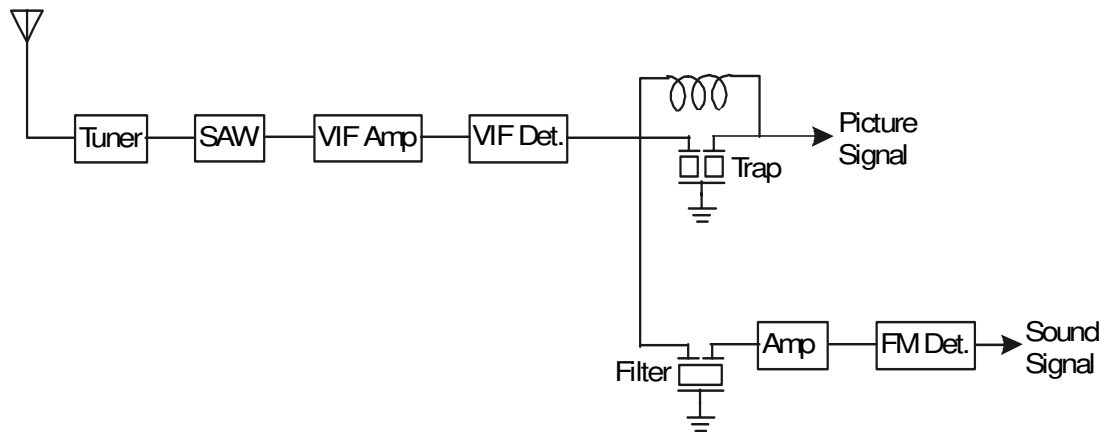 Tuner
SAW
VIF Amp
VIF Det.
Trap
Picture
Signal
Filter
Amp
FM Det.
Sound
Signal